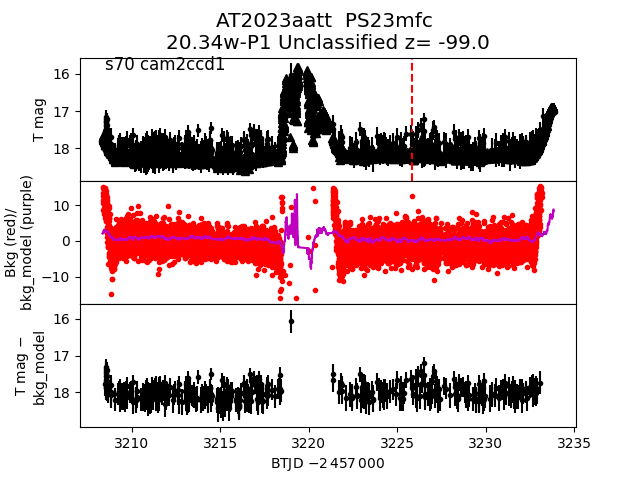 AT2023aatt  PS23mfc
20.34w-P1 Unclassified z= -99.0
s70 cam2ccd1
T mag
16
17
18
Bkg (red)/
bkg_model (purple)
10
0
−10
T mag −
bkg_model
16
17
18
3210
3215
3220
3225
3230
3235
BTJD −2 457 000